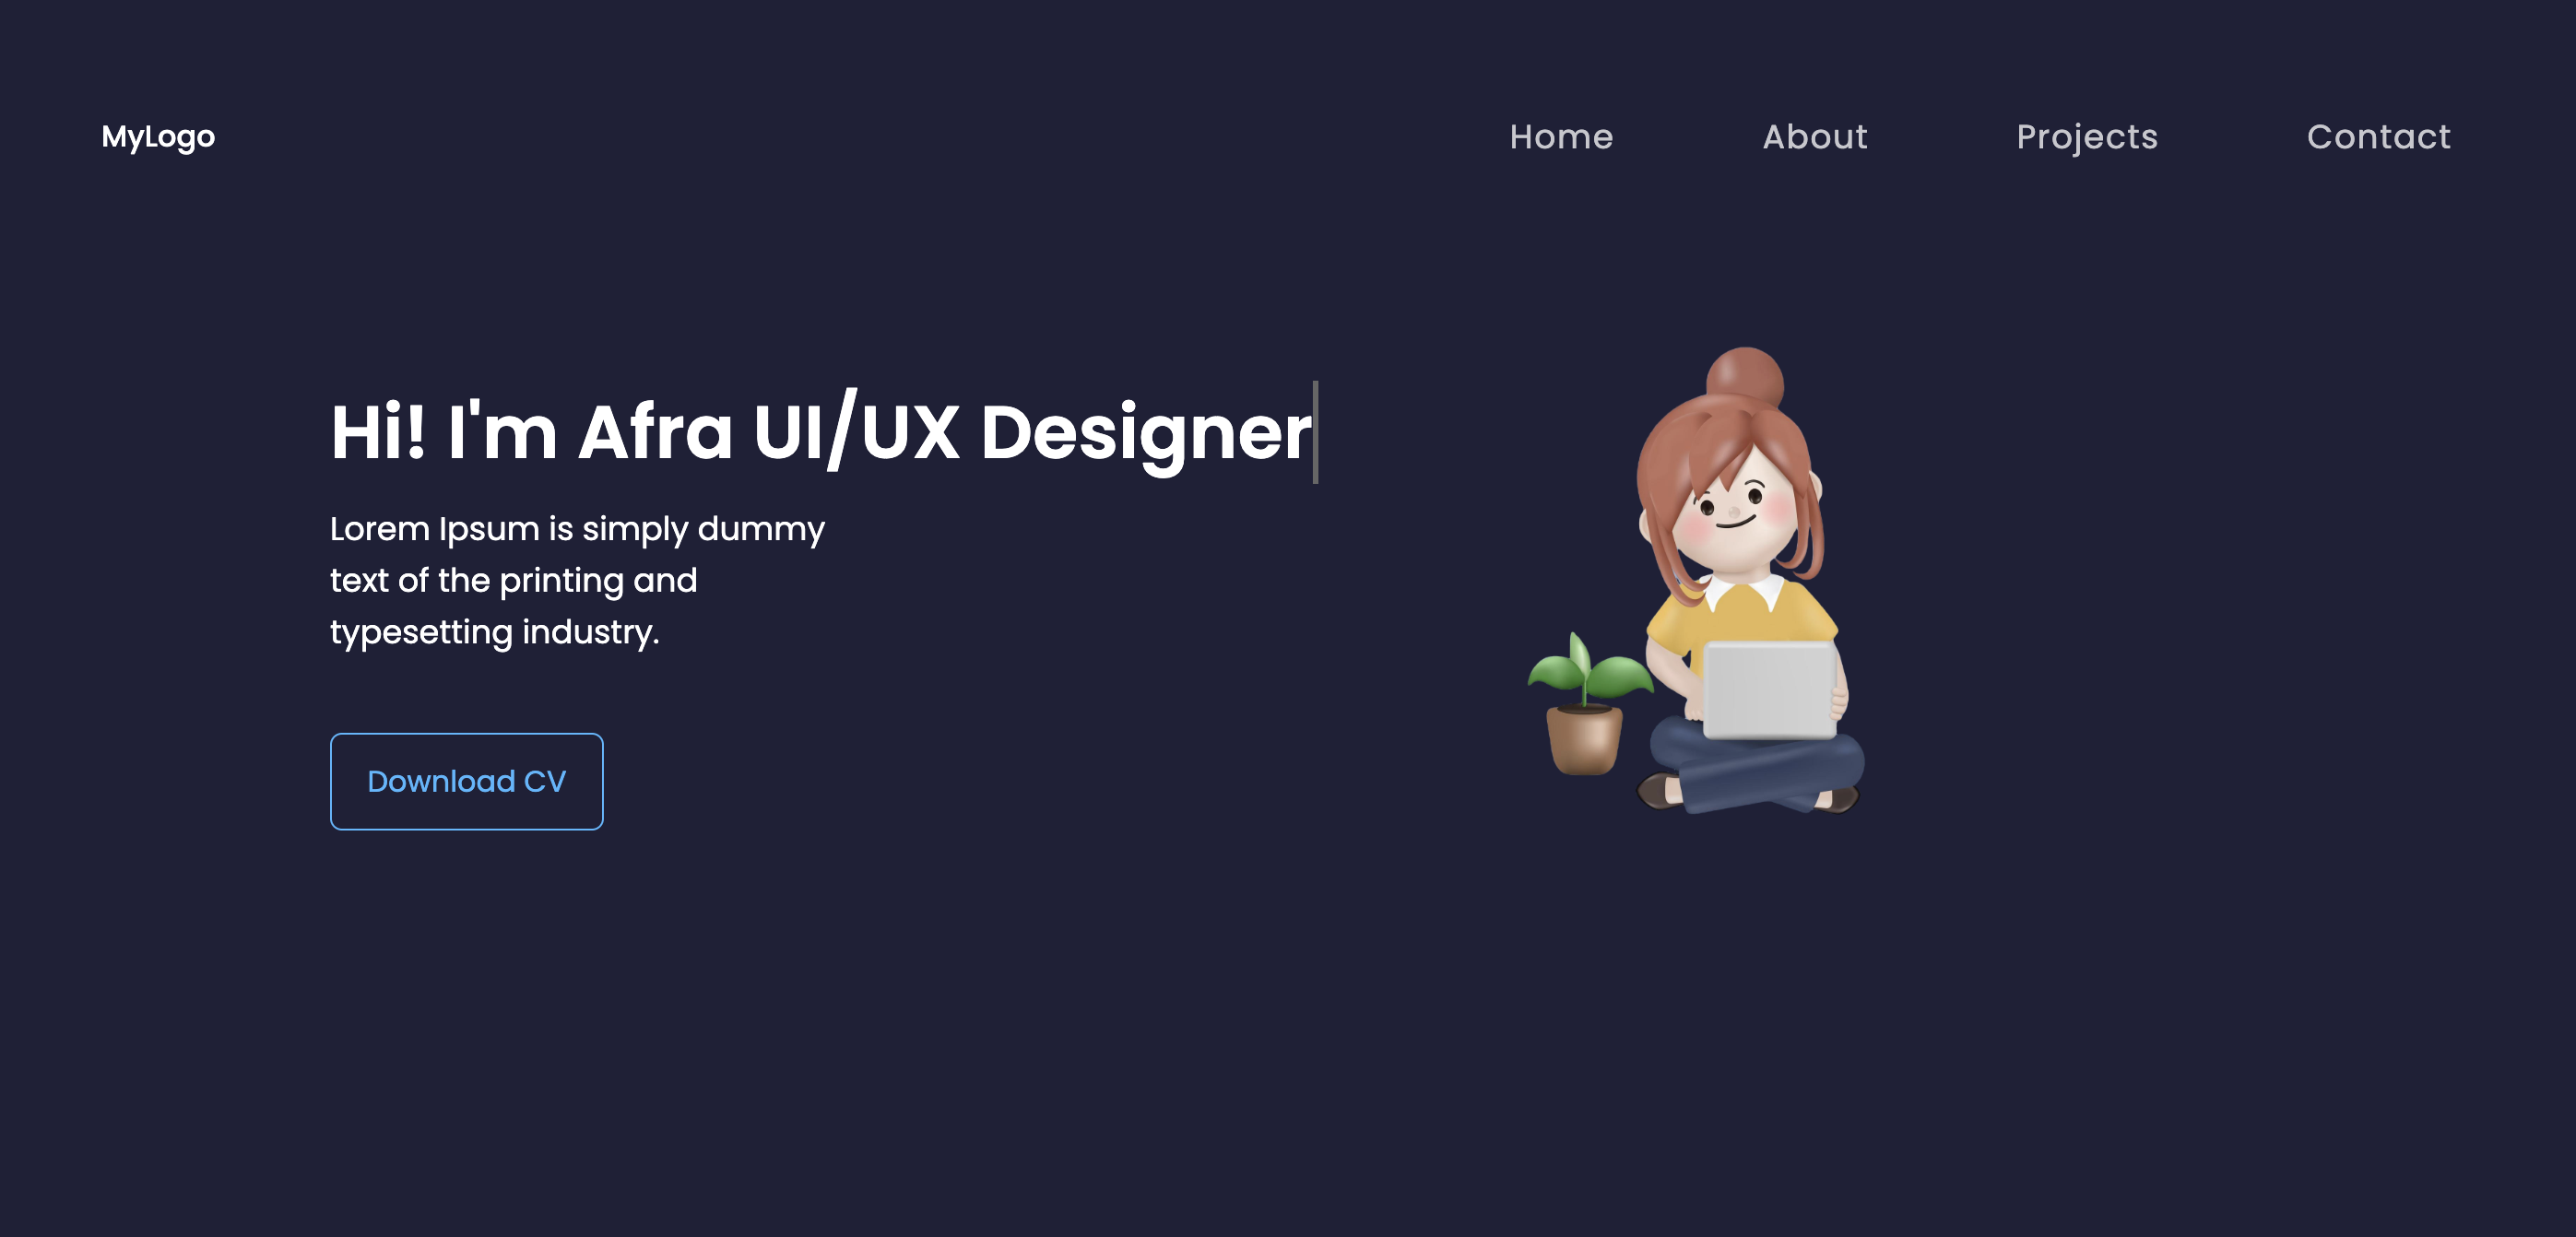 MyLogo
Home About Projects Contact
Hi! I'm Afra UI/UX Designer
Lorem Ipsum is simply dummy
text of the printing and
typesetting industry.
Download CV